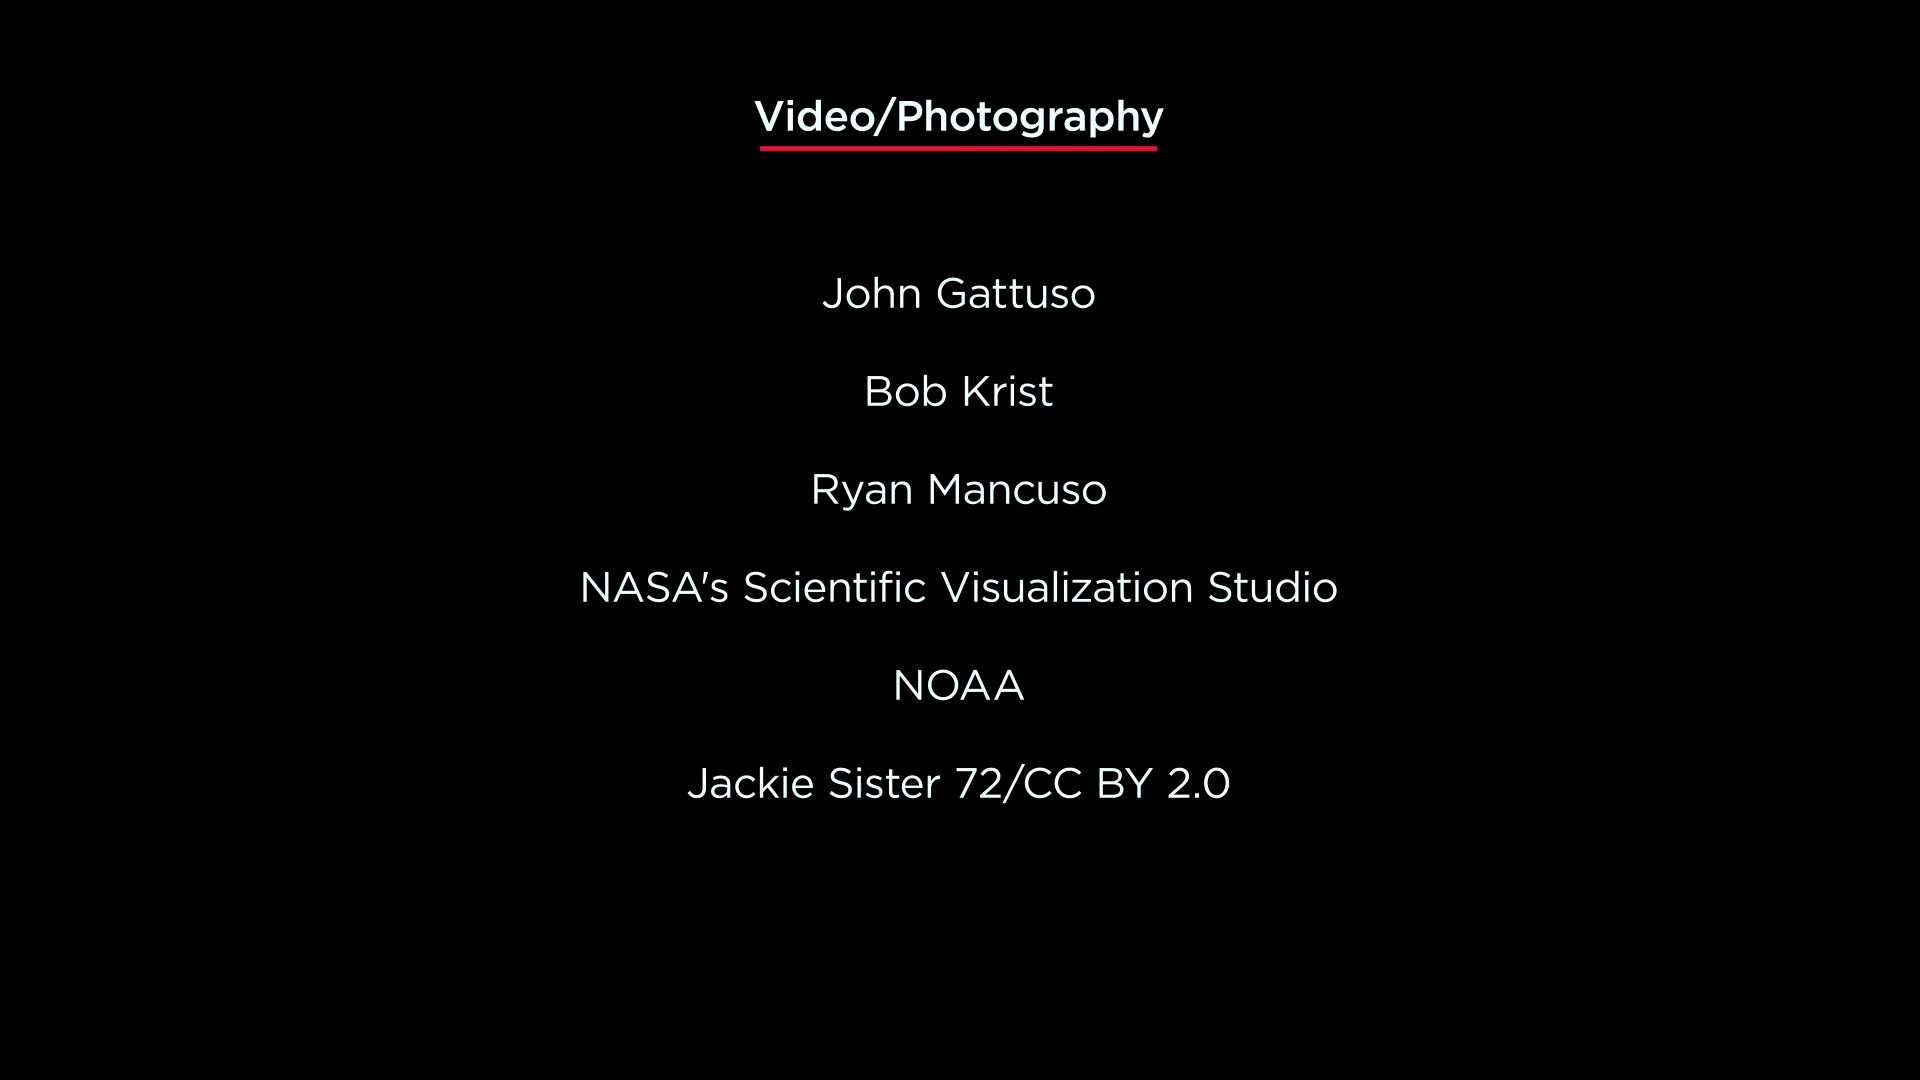 Video/Photography
John Gattuso
Bob Krist
Ryan Mancuso
NASA's Scientific Visualization Studio
NOAA
Jackie Sister 72/CC BY 2.0